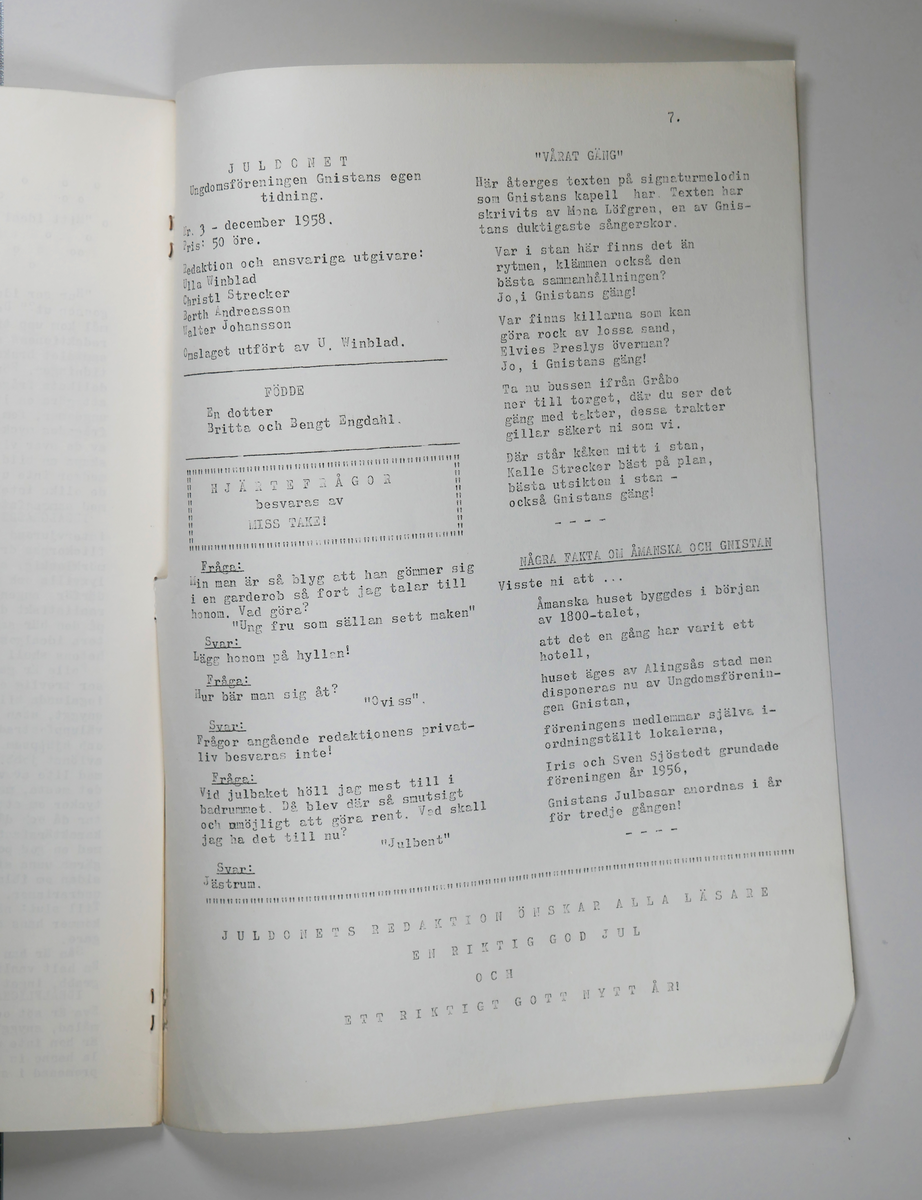 7.
J U L D O N E T
Ungdomsföreningen Gnistans egen
tidning.
Nr. 3 - december 1958.
Pris: 50 öre.
Redaktion och ansvariga utgivare:
Ulla Winblad
Christl Strecker
Berth Andreasson
Walter Johansson
Omslaget utfört av U. Winblad.
FÖDDE
En dotter
Britta och Bengt Engdahl.
H J Ä R T E F R Å G O R
besvaras av
MISS TAKE!
Fråga:
Min man är så blyg att han gömmer sig
i en garderob så fort jag talar till
honom. Vad göra?
"Ung fru som sällan sett maken"
Svar:
Lägg honom på hyllan!
Fråga:
Hur bär man sig åt?
"Oviss".
Svar:
Frågor angående redaktionens privat-
liv besvaras inte!
Fråga:
Vid julbaket höll jag mest till i
badrummet. Då blev där så smutsigt
och omöjligt att göra rent. Vad skall
jag ha det till nu?
"Julbent"
Svar:
Jästrum.
"VÅRAT GÄNG"
Här återges texten på signaturmelodin
som Gnistans kapell har. Texten har
skrivits av Mona Löfgren, en av Gnis-
tans duktigaste sångerskor.
Var i stan här finns det än
rytmen, klämmen också den
bästa sammanhållningen?
Jo,i Gnistans gäng!
Var finns killarna som kan
göra rock av lossa sand,
Elvies Preslys överman?
Jo, i Gnistans gäng!
Ta nu bussen ifrån Gråbo
ner till torget, där du ser det
gäng med takter, dessa trakter
gillar säkert ni som vi.
Där står kåken mitt i stan,
Kalle Strecker bäst på plan,
bästa utsikten i stan -
också Gnistans gäng!
- - - -
NÅGRA FAKTA OM ÅMANSKA OCH GNISTAN
Visste ni att ...
Åmanska huset byggdes i början
av 1800-talet,
att det en gång har varit ett
hotell,
huset äges av Alingsås stad men
disponeras nu av Ungdomsförenin-
gen Gnistan,
föreningens medlemmar själva i-
ordningställt lokalerna,
Iris och Sven Sjöstedt grundade
föreningen år 1956,
Gnistans Julbasar anordnas i år
för tredje gången!
- - - -
J U L D O N E T S R E D A K T I O N Ö N S K A R A L L A L Ä S A R E
E N R I K T I G G O D J U L
O C H
E T T R I K T I G T G O T T N Y T T Å R!